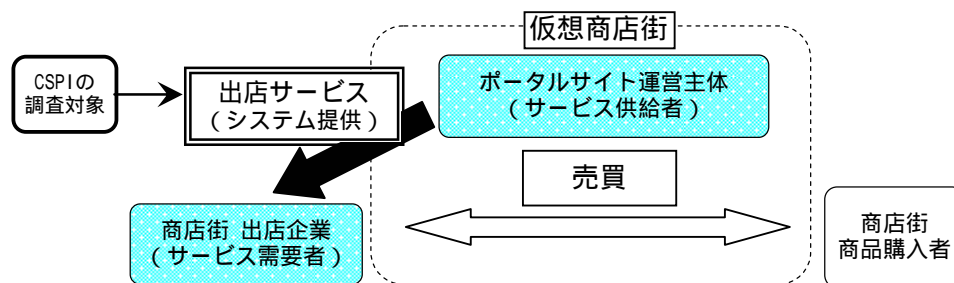 仮想商店街
CSPIの
調査対象
出店サービス
(システム提供)
ポータルサイト運営主体
(サービス供給者)
売買
商店街 出店企業
(サービス需要者)
商店街
商品購入者